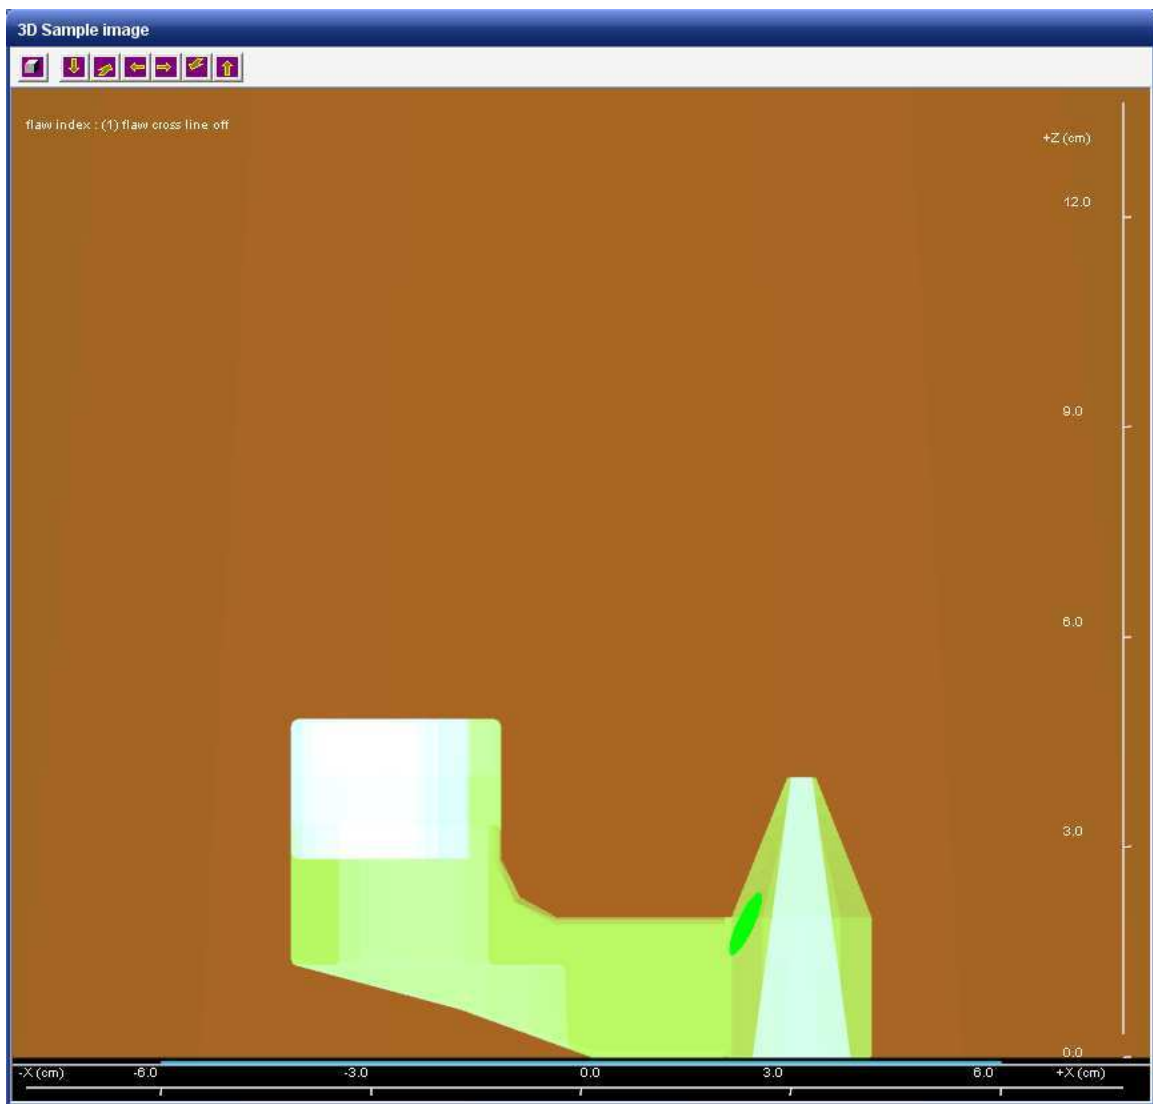 3D Sample image
flaw index : (1) flaw cross line off
+Z (cm)
12.0
9.0
6.0
3.0
0.0
-X (cm) -6.0 -3.0 0.0 3.0 6.0 +X (cm)